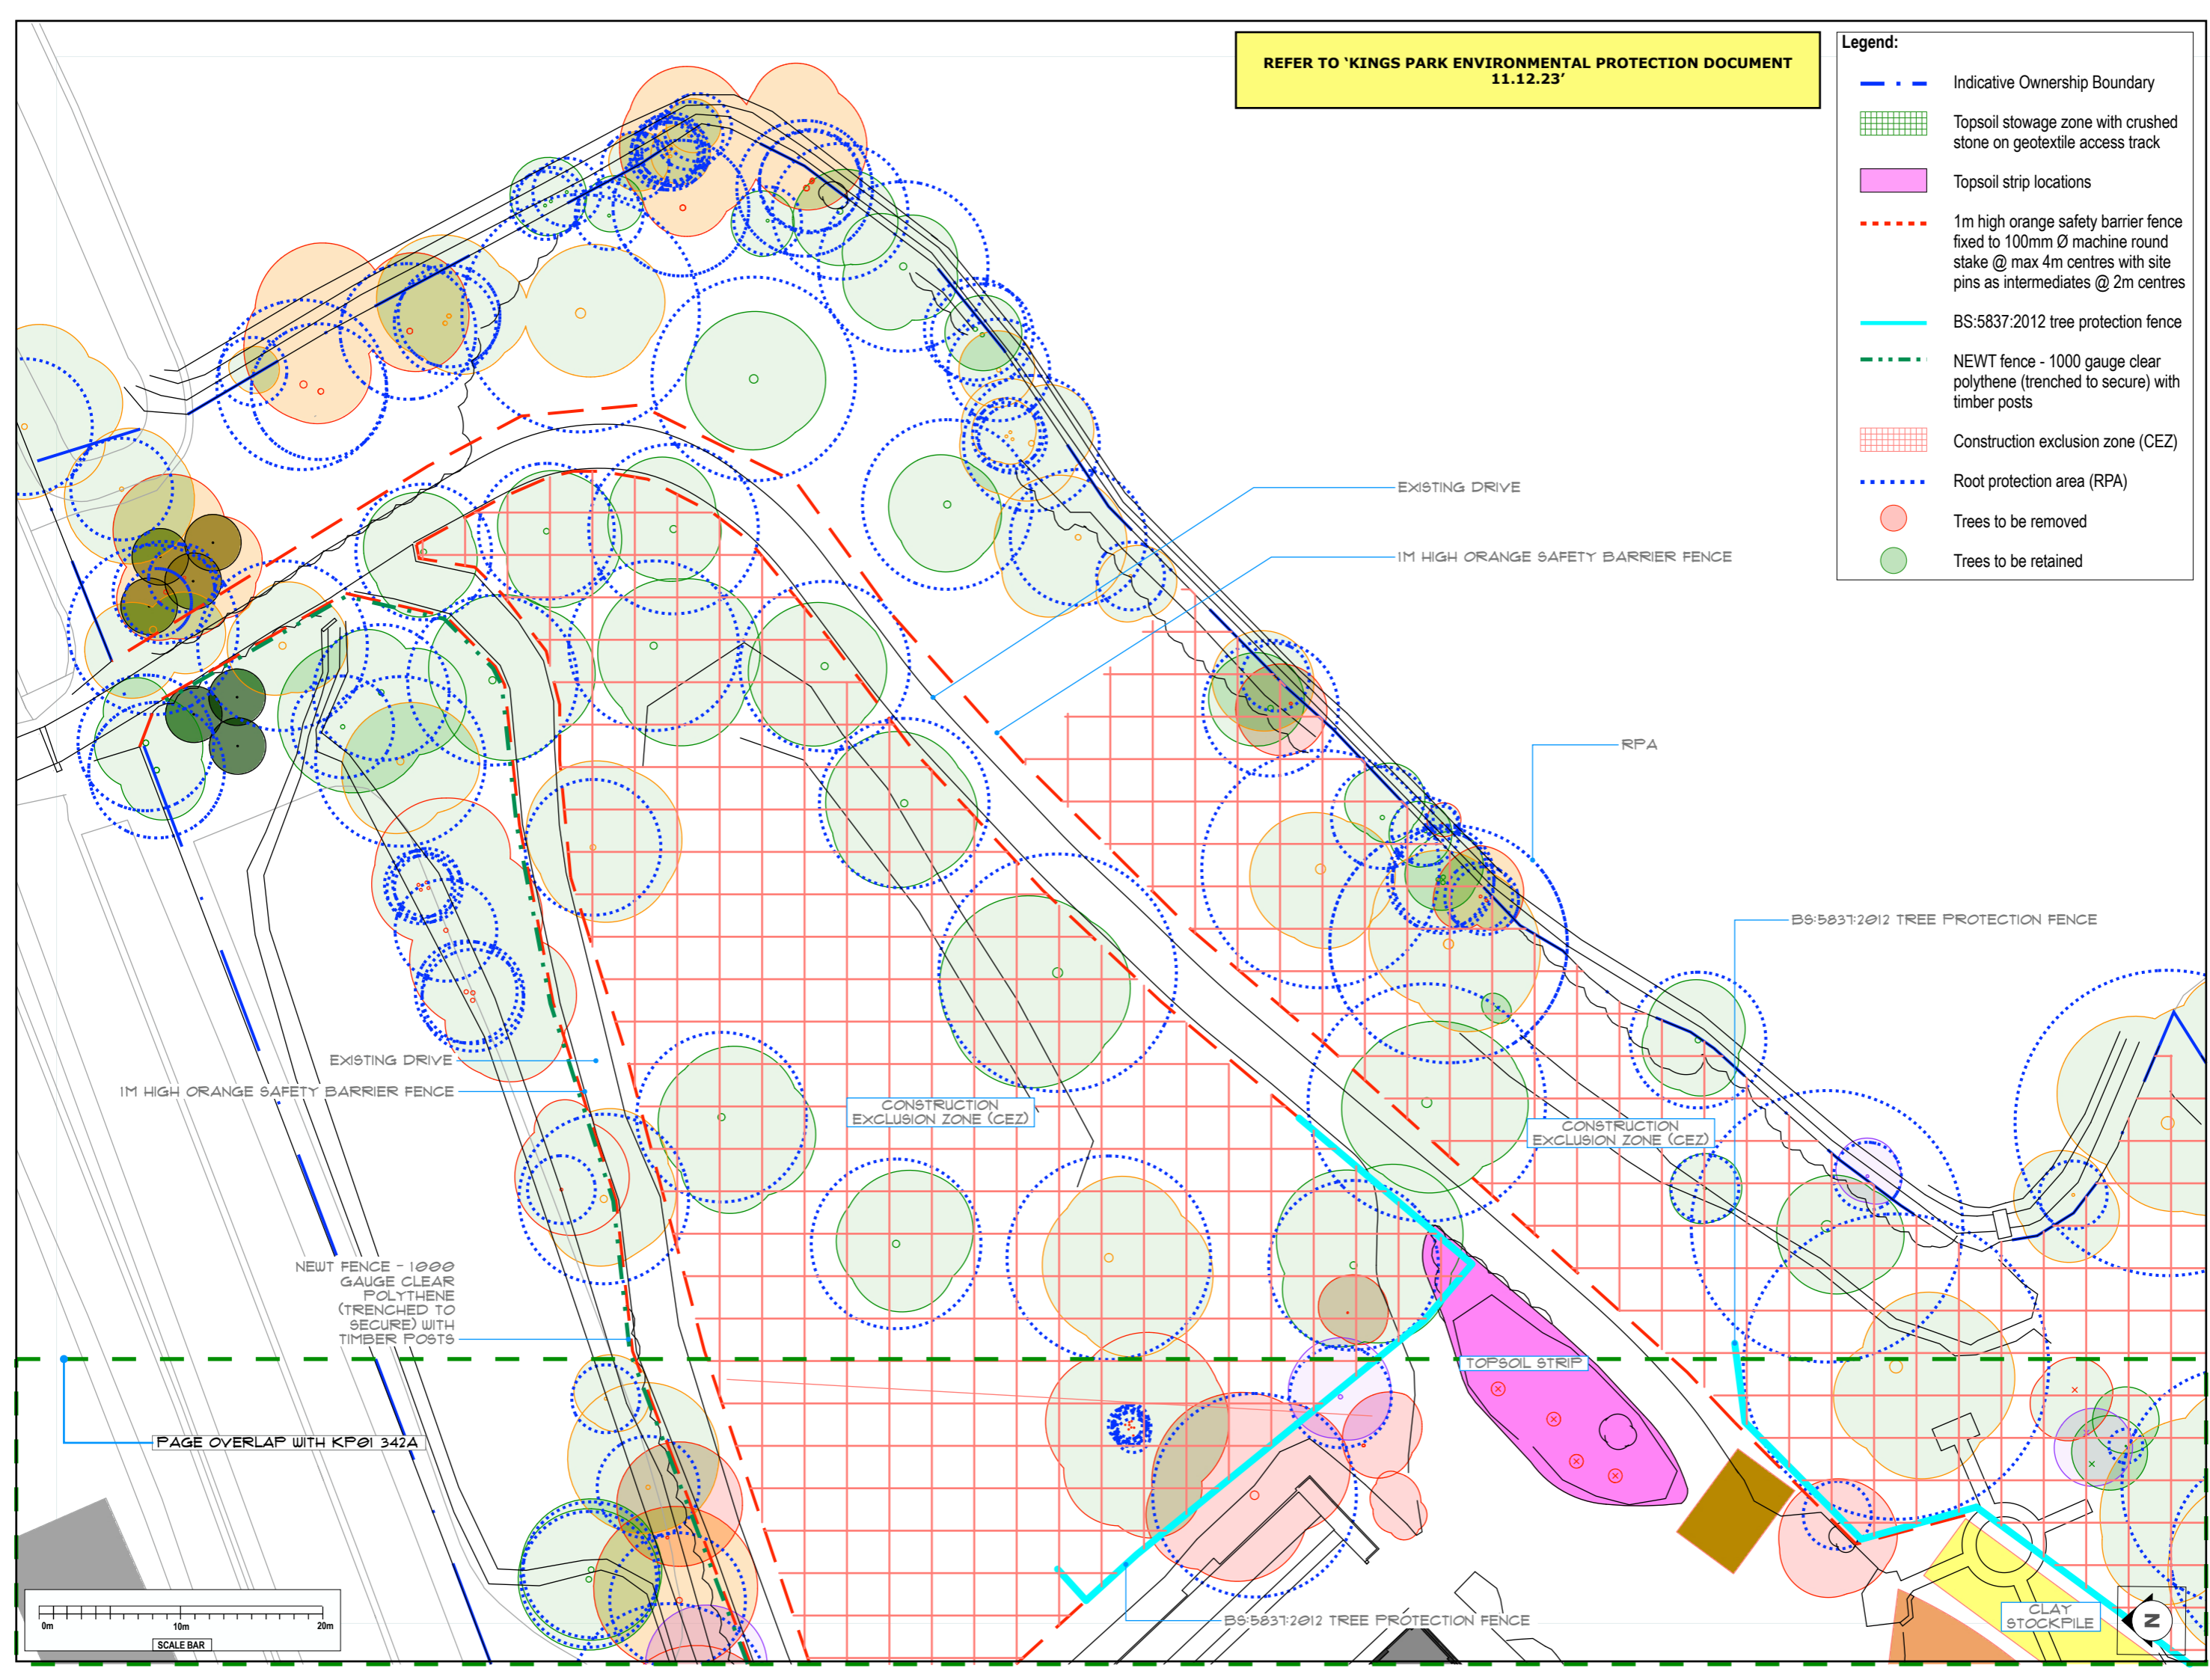 REFER TO ‘KINGS PARK ENVIRONMENTAL PROTECTION DOCUMENT
11.12.23’
Legend:
Indicative Ownership Boundary
Topsoil stowage zone with crushed
stone on geotextile access track
Topsoil strip locations
1m high orange safety barrier fence
fixed to 100mm Ø machine round
stake @ max 4m centres with site
pins as intermediates @ 2m centres
BS:5837:2012 tree protection fence
NEWT fence - 1000 gauge clear
polythene (trenched to secure) with
timber posts
Construction exclusion zone (CEZ)
Root protection area (RPA)
Trees to be removed
Trees to be retained
EXISTING DRIVE
1M HIGH ORANGE SAFETY BARRIER FENCE
RPA
BS:5837:2012 TREE PROTECTION FENCE
EXISTING DRIVE
1M HIGH ORANGE SAFETY BARRIER FENCE
CONSTRUCTION
EXCLUSION ZONE (CEZ)
CONSTRUCTION
EXCLUSION ZONE (CEZ)
NEWT FENCE - 1000
GAUGE CLEAR
POLYTHENE
(TRENCHED TO
SECURE) WITH
TIMBER POSTS
TOPSOIL STRIP
PAGE OVERLAP WITH KP01 342A
BS:5837:2012 TREE PROTECTION FENCE
CLAY
STOCKPILE
N
0m 10m 20m
SCALE BAR